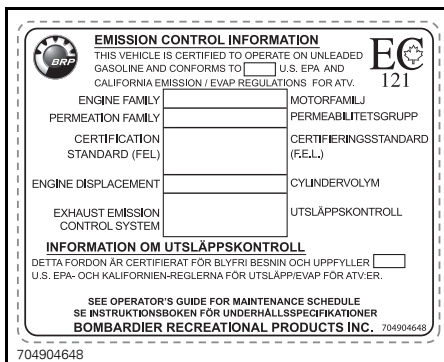 EMISSION CONTROL INFORMATION
THIS VEHICLE IS CERTIFIED TO OPERATE ON UNLEADED
GASOLINE AND CONFORMS TO U.S. EPA AND
CALIFORNIA EMISSION / EVAP REGULATIONS FOR ATV.
BRP
EC
121
ENGINE FAMILY MOTORFAMILJ
PERMEATION FAMILY PERMEABILITETSGRUPP
CERTIFICATION CERTIFIERINGSSTANDARD
STANDARD (FEL) (F.E.L.)
ENGINE DISPLACEMENT CYLINDERVOLYM
EXHAUST EMISSION UTSLÄPPSKONTROLL
CONTROL SYSTEM
INFORMATION OM UTSLÄPPSKONTROLL
DETTA FORDON ÄR CERTIFIERAT FÖR BLYFRI BESNIN OCH UPPFYLLER
U.S. EPA- OCH KALIFORNIEN-REGLERNA FÖR UTSLÄPP/EVAP FÖR ATV:ER.
SEE OPERATOR'S GUIDE FOR MAINTENANCE SCHEDULE
SE INSTRUKTIONSBOKEN FÖR UNDERHÅLLSSPECIFIKATIONER
BOMBARDIER RECREATIONAL PRODUCTS INC. 704904648
704904648